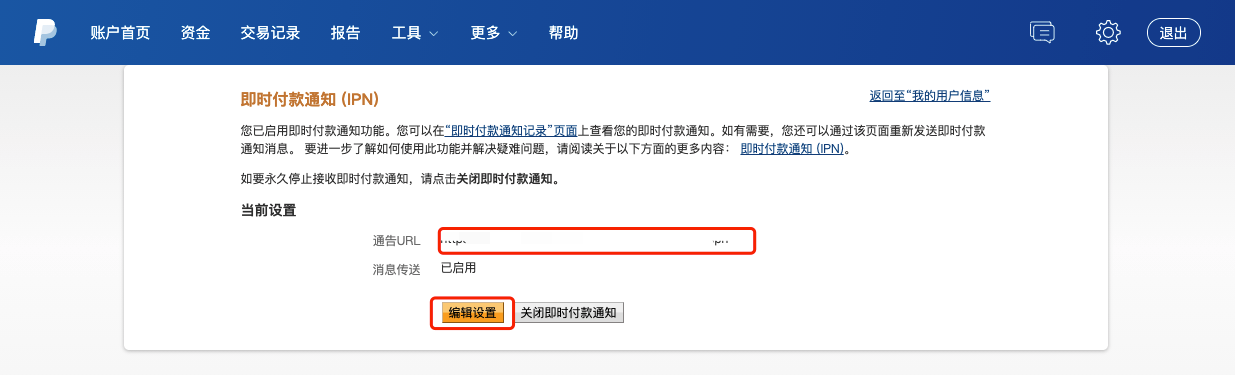 账户首页 资金 交易记录 报告 工具 更多 帮助 退出
即时付款通知 (IPN)
返回至“我的用户信息”
您已启用即时付款通知功能。您可以在“即时付款通知记录”页面上查看您的即时付款通知。如有需要，您还可以通过该页面重新发送即时付款
通知消息。 要进一步了解如何使用此功能并解决疑难问题，请阅读关于以下方面的更多内容： 即时付款通知 (IPN)。
如要永久停止接收即时付款通知，请点击关闭即时付款通知。
当前设置
通告URL
消息传送 已启用
编辑设置 关闭即时付款通知